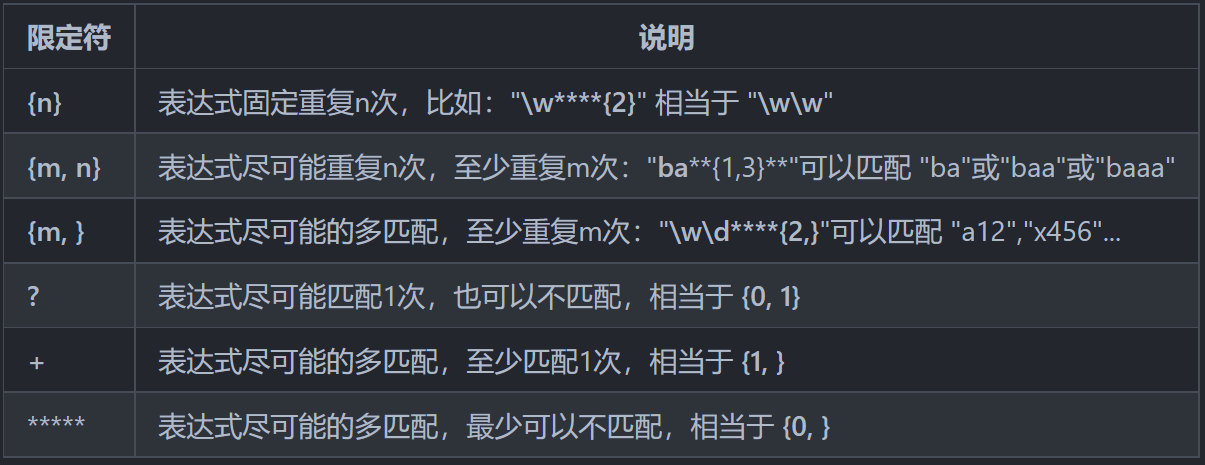 限定符 说明
{n} 表达式固定重复n次，比如："\w****{2}" 相当于 "\w\w"
{m, n} 表达式尽可能重复n次，至少重复m次："ba**{1,3}**"可以匹配 "ba"或"baa"或"baaa"
{m, } 表达式尽可能的多匹配，至少重复m次："\w\d****{2,}"可以匹配 "a12","x456"...
? 表达式尽可能匹配1次，也可以不匹配，相当于 {0, 1}
+ 表达式尽可能的多匹配，至少匹配1次，相当于 {1, }
***** 表达式尽可能的多匹配，最少可以不匹配，相当于 {0, }